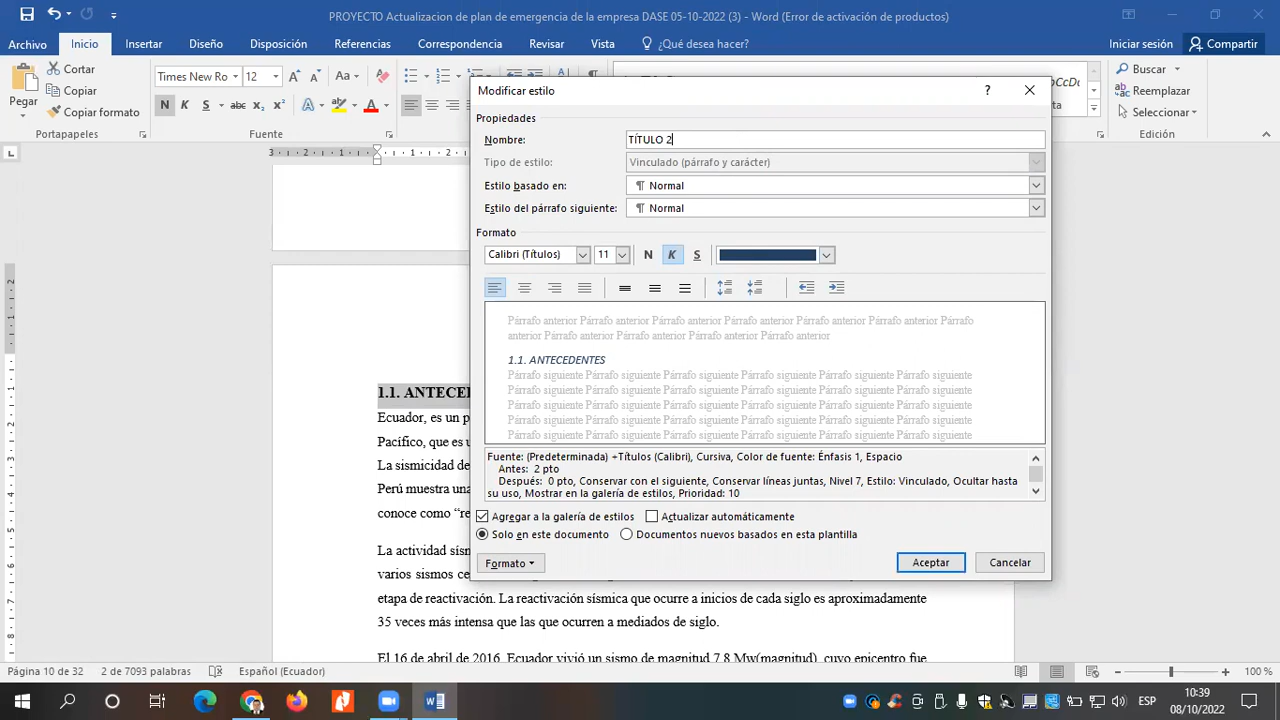 PROYECTO Actualizacion de plan de emergencia de la empresa DASE 05-10-2022 (3) - Word (Error de activación de productos)
Archivo Inicio Insertar Diseño Disposición Referencias Correspondencia Revisar Vista ¿Qué desea hacer? Iniciar sesión Compartir
Pegar
Cortar
Copiar
Copiar formato
Portapapeles
Times New Ro 12
Fuente
Buscar
Reemplazar
Seleccionar
Edición
Modificar estilo
Propiedades
Nombre: TÍTULO 2
Tipo de estilo: Vinculado (párrafo y carácter)
Estilo basado en: ¶ Normal
Estilo del párrafo siguiente: ¶ Normal
Formato
Calibri (Títulos) 11 N K S
Párrafo anterior Párrafo anterior Párrafo anterior Párrafo anterior Párrafo anterior Párrafo anterior Párrafo
anterior Párrafo anterior Párrafo anterior Párrafo anterior Párrafo anterior
1.1. ANTECEDENTES
Párrafo siguiente Párrafo siguiente Párrafo siguiente Párrafo siguiente Párrafo siguiente Párrafo siguiente
Párrafo siguiente Párrafo siguiente Párrafo siguiente Párrafo siguiente Párrafo siguiente Párrafo siguiente
Párrafo siguiente Párrafo siguiente Párrafo siguiente Párrafo siguiente Párrafo siguiente Párrafo siguiente
Párrafo siguiente Párrafo siguiente Párrafo siguiente Párrafo siguiente Párrafo siguiente Párrafo siguiente
Párrafo siguiente Párrafo siguiente Párrafo siguiente Párrafo siguiente Párrafo siguiente Párrafo siguiente
Fuente: (Predeterminada) +Títulos (Calibri), Cursiva, Color de fuente: Énfasis 1, Espacio
Antes: 2 pto
Después: 0 pto, Conservar con el siguiente, Conservar líneas juntas, Nivel 7, Estilo: Vinculado, Ocultar hasta
su uso, Mostrar en la galería de estilos, Prioridad: 10
Agregar a la galería de estilos Actualizar automáticamente
Solo en este documento Documentos nuevos basados en esta plantilla
Formato Aceptar Cancelar
1.1. ANTECED
Ecuador, es un p
Pacífico, que es u
La sismicidad de
Perú muestra una
conoce como “re
La actividad sísm
varios sismos ce
etapa de reactivación. La reactivación sísmica que ocurre a inicios de cada siglo es aproximadamente
35 veces más intensa que las que ocurren a mediados de siglo.
El 16 de abril de 2016, Ecuador vivió un sismo de magnitud 7,8 Mw(magnitud), cuyo epicentro fue
Página 10 de 32 2 de 7093 palabras Español (Ecuador) 100 %
ESP
10:39
08/10/2022